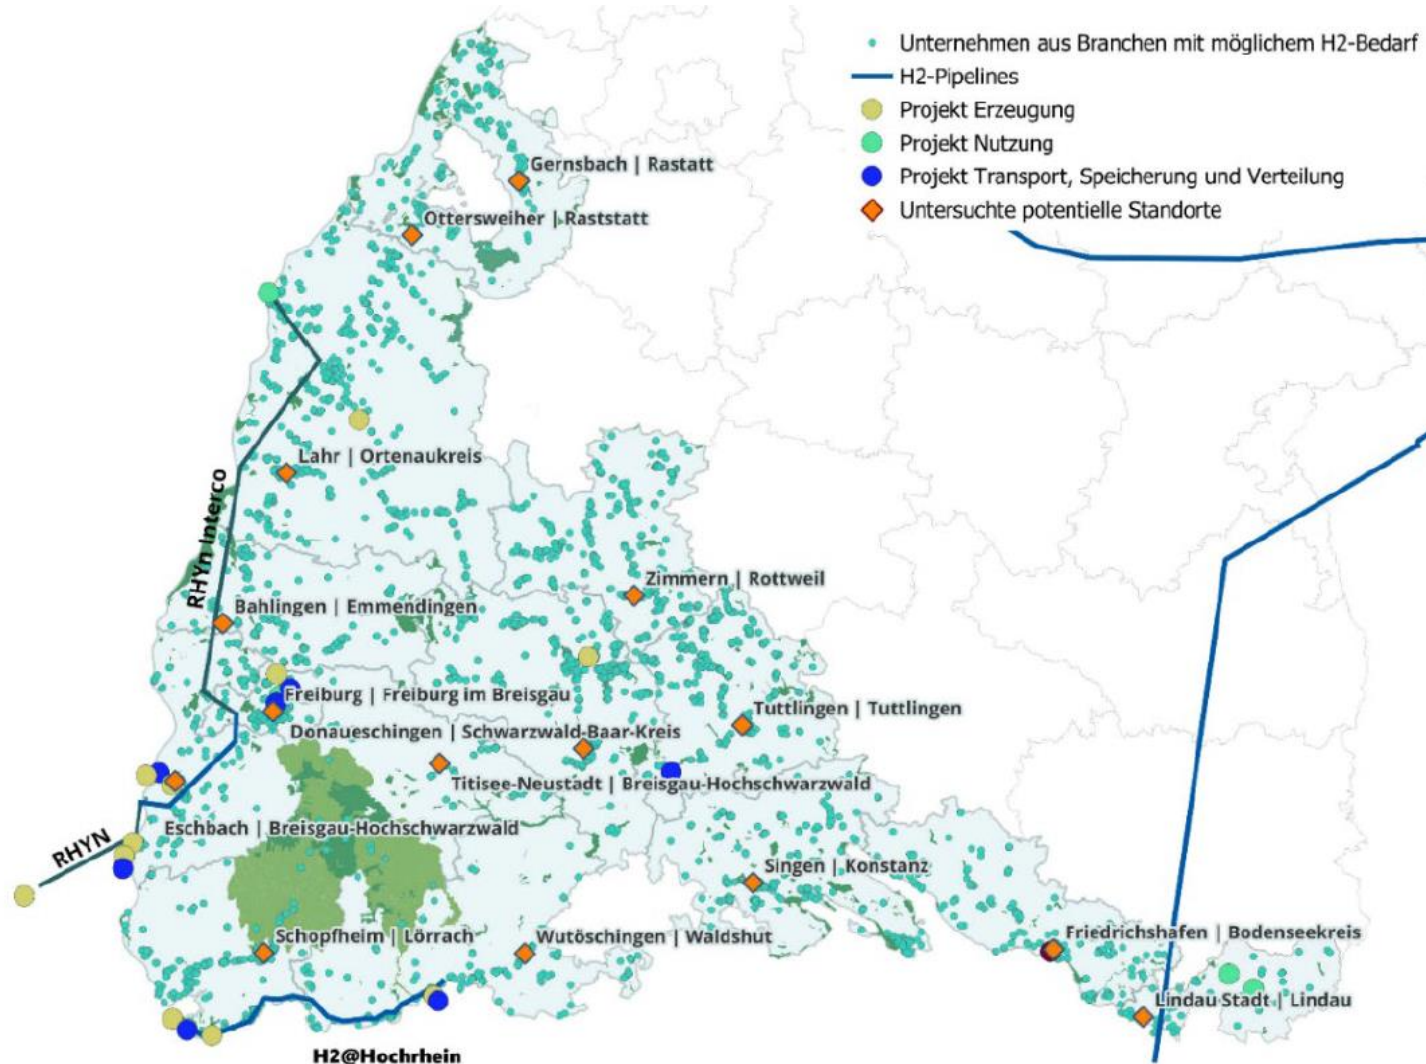 Unternehmen aus Branchen mit möglichem H2-Bedarf
H2-Pipelines
Projekt Erzeugung
Projekt Nutzung
Projekt Transport, Speicherung und Verteilung
Untersuchte potentielle Standorte
Gernsbach | Rastatt
Ottersweiher | Raststatt
Lahr | Ortenaukreis
RHYn Interco
Zimmern | Rottweil
Bahlingen | Emmendingen
Freiburg | Freiburg im Breisgau
Tuttlingen | Tuttlingen
Donaueschingen | Schwarzwald-Baar-Kreis
Titisee-Neustadt | Breisgau-Hochschwarzwald
Eschbach | Breisgau-Hochschwarzwald
RHYN
Singen | Konstanz
Schopfheim | Lörrach
Wutöschingen | Waldshut
Friedrichshafen | Bodenseekreis
Lindau Stadt | Lindau
H2@Hochrhein